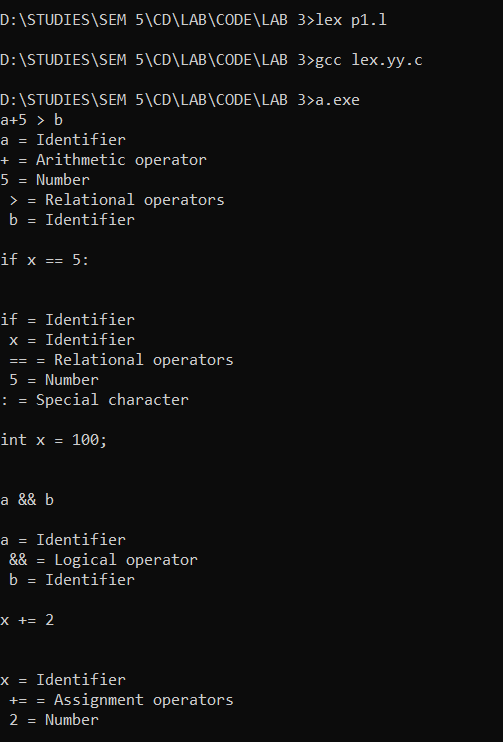 D:\STUDIES\SEM 5\CD\LAB\CODE\LAB 3>lex p1.l
D:\STUDIES\SEM 5\CD\LAB\CODE\LAB 3>gcc lex.yy.c
D:\STUDIES\SEM 5\CD\LAB\CODE\LAB 3>a.exe
a+5 > b
a = Identifier
+ = Arithmetic operator
5 = Number
 > = Relational operators
 b = Identifier
if x == 5:
if = Identifier
 x = Identifier
 == = Relational operators
 5 = Number
: = Special character
int x = 100;
a && b
a = Identifier
 && = Logical operator
 b = Identifier
x += 2
x = Identifier
 += = Assignment operators
 2 = Number